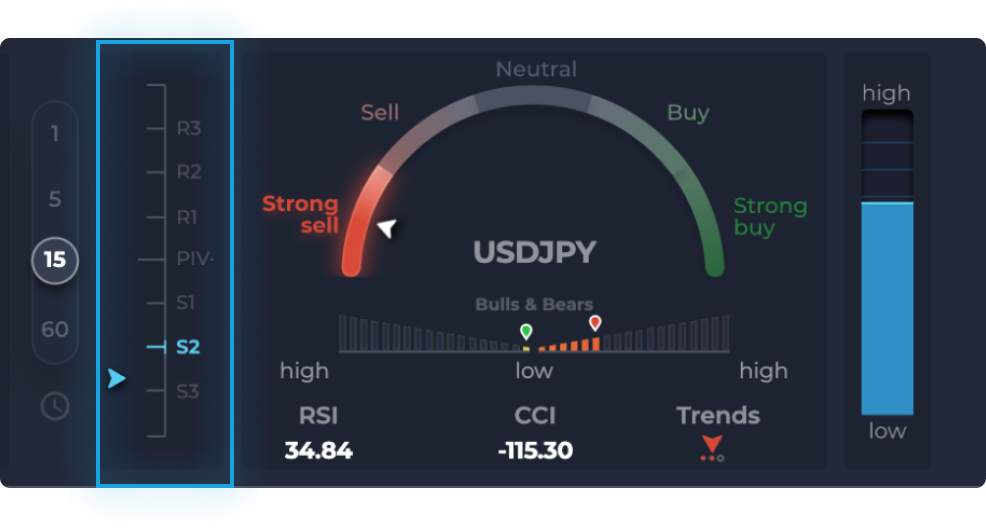 1
5
15
60
R3
R2
R1
PIV·
S1
S2
S3
Neutral
Sell
Buy
Strong
sell
Strong
buy
USDJPY
Bulls & Bears
high
low
high
RSI
CCI
Trends
34.84
-115.30
high
low